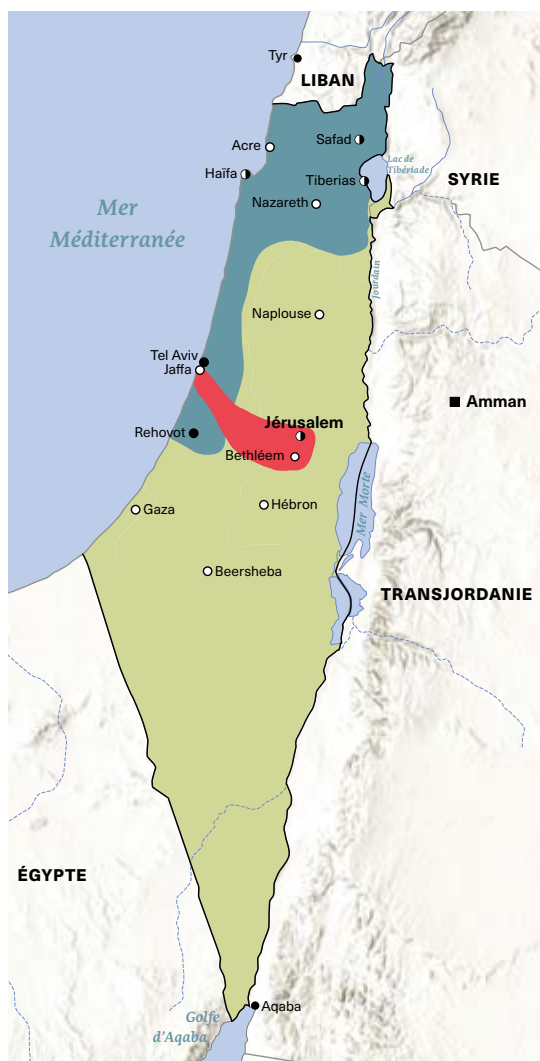 Tyr
LIBAN
Acre
Safad
Lac de
Tibériade
Haïfa
Tiberias
SYRIE
Nazareth
Mer
Méditerranée
Jourdain
Naplouse
Tel Aviv
Jaffa
Amman
Jérusalem
Rehovot
Bethléem
Mer Morte
Gaza
Hébron
Beersheba
TRANSJORDANIE
ÉGYPTE
Aqaba
Golfe
d'Aqaba